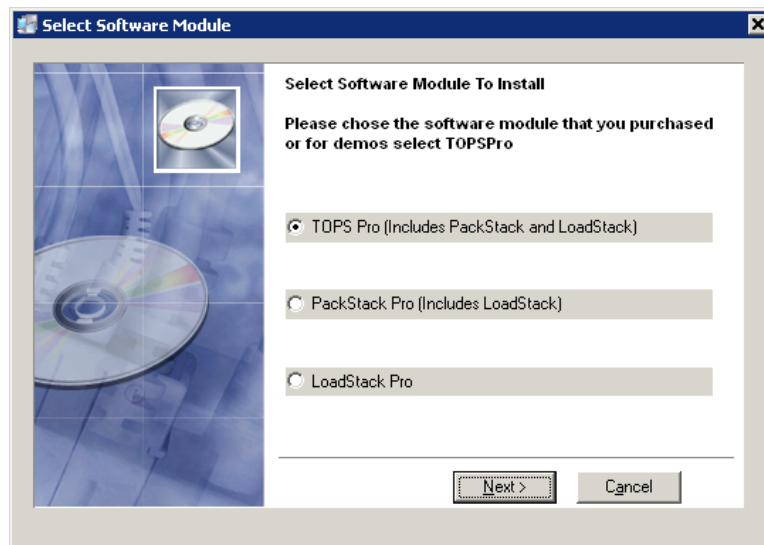 Select Software Module
Select Software Module To Install
Please chose the software module that you purchased
or for demos select TOPSPro
TOPS Pro (Includes PackStack and LoadStack)
PackStack Pro (Includes LoadStack)
LoadStack Pro
Next >
Cancel